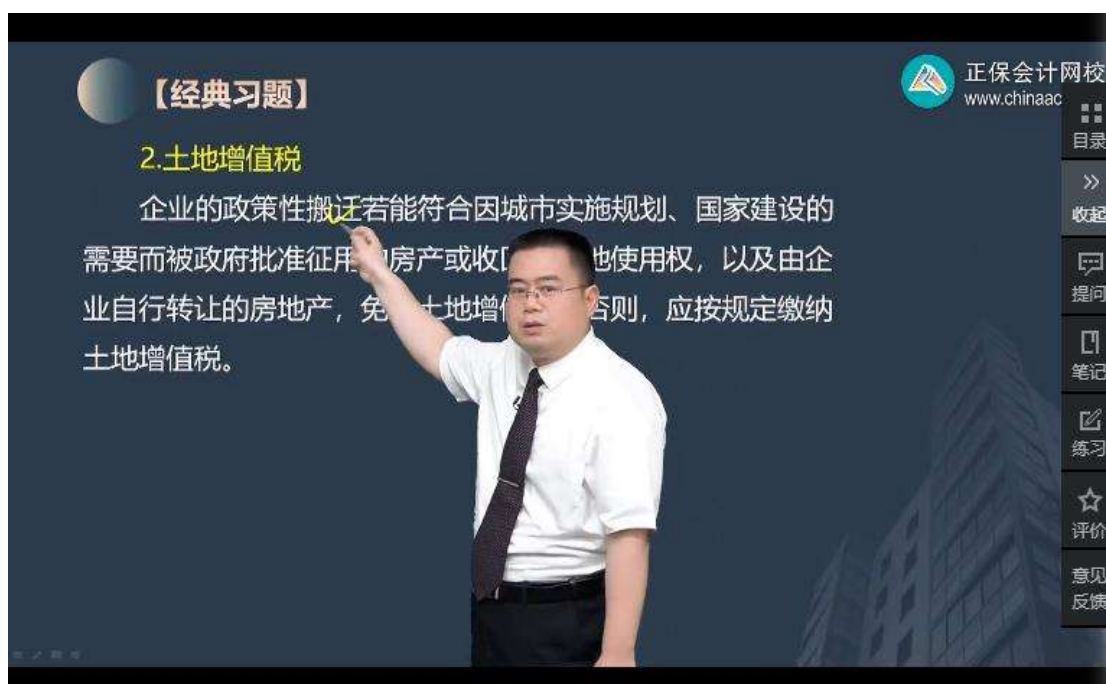 【经典习题】
正保会计网校
www.chinaac
2.土地增值税
企业的政策性搬迁若能符合因城市实施规划、国家建设的
需要而被政府批准征用 房产或收 地使用权，以及由企
业自行转让的房地产，免 土地增值 否则，应按规定缴纳
土地增值税。
目录
收起
提问
笔记
练习
评价
意见
反馈